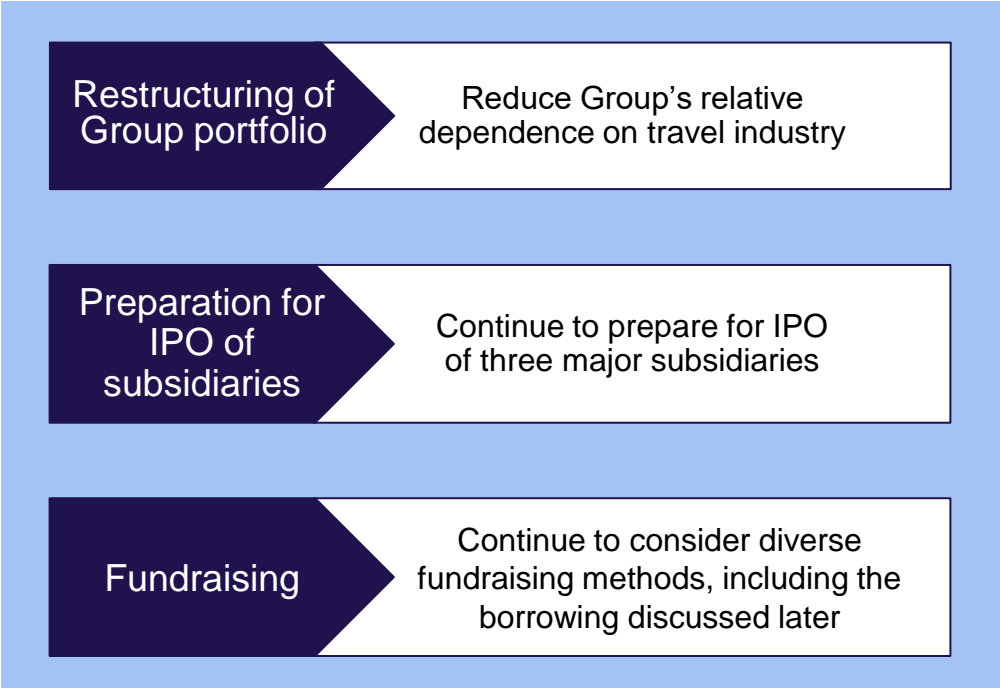 Restructuring of
Group portfolio
Reduce Group’s relative
dependence on travel industry
Preparation for
IPO of
subsidiaries
Continue to prepare for IPO
of three major subsidiaries
Fundraising
Continue to consider diverse
fundraising methods, including the
borrowing discussed later